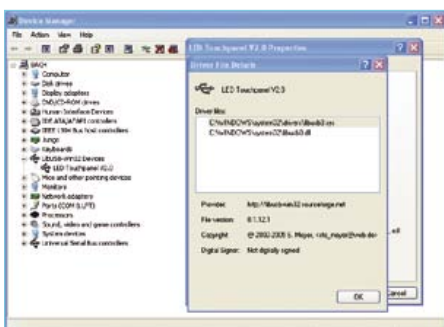 Device Manager
File Action View Help
BACH
Computer
Disk drives
Display adapters
DVD/CD-ROM drives
Human Interface Devices
IDE ATA/ATAPI controllers
IEEE 1394 Bus host controllers
Jungo
Keyboards
LibUSB-Win32 Devices
LED Touchpanel V2.0
Mice and other pointing devices
Monitors
Network adapters
Ports (COM & LPT)
Processors
Sound, video and game controllers
System devices
Universal Serial Bus controllers
LED Touchpanel V2.0 Properties
Driver File Details
LED Touchpanel V2.0
Driver files:
C:\WINDOWS\system32\drivers\libusb0.sys
C:\WINDOWS\system32\libusb0.dll
Provider: http://libusb-win32.sourceforge.net
File version: 0.1.12.1
Copyright: © 2002-2005 S. Meyer,
Digital Signer: Not digitally signed
OK
Cancel